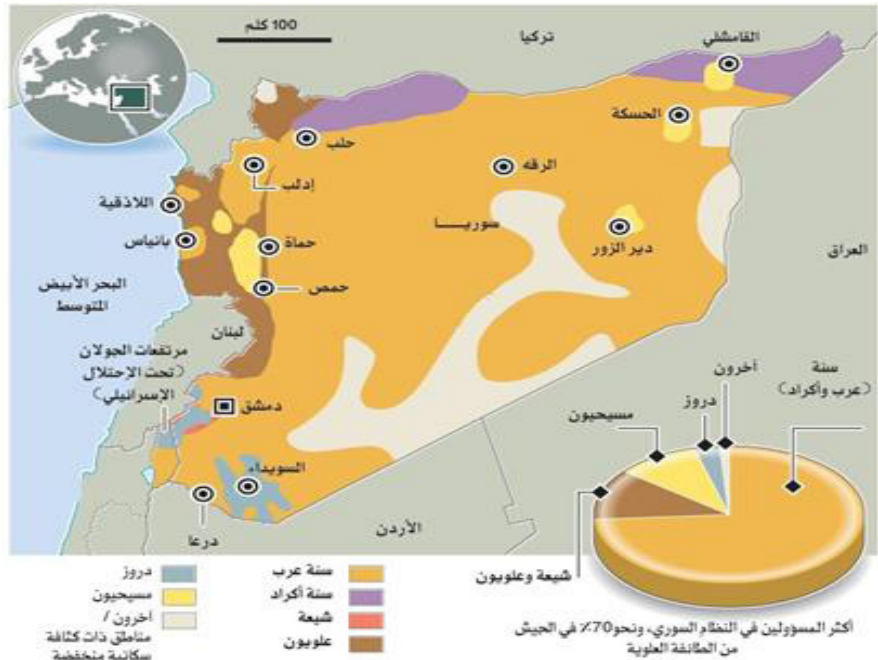 100 كلم
تركيا
القامشلي
الحسكة
حلب
الرقه
إدلب
اللاذقية
سوريـــــا
بانياس
حماة
دير الزور
العراق
حمص
البحر الأبيض
المتوسط
لبنان
مرتفعات الجولان
(تحت الإحتلال
الإسرائيلي)
دمشق
السويداء
درعا
الأردن
سنة
(عرب وأكراد)
آخرون
دروز
مسيحيون
شيعة وعلويون
سنة عرب
سنة أكراد
شيعة
علويون
دروز
مسيحيون
آخرون /
مناطق ذات كثافة
سكانية منخفضة
أكثر المسؤولين في النظام السوري، ونحو 70٪ في الجيش
من الطائفة العلوية